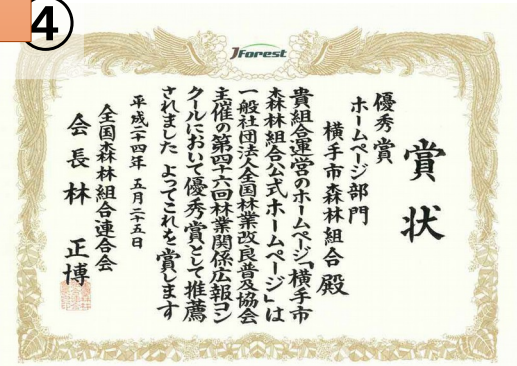 ④
JForest
賞状
優秀賞
ホームページ部門
横手市森林組合殿
貴組合運営のホームページ「横手市
森林組合公式ホームページ」は
一般社団法人全国林業改良普及協会
主催の第四十六回林業関係広報コン
クールにおいて優秀賞として推薦
されました よってこれを賞します
平成二十四年 五月二十五日
全国森林組合連合会
会長 林 正博